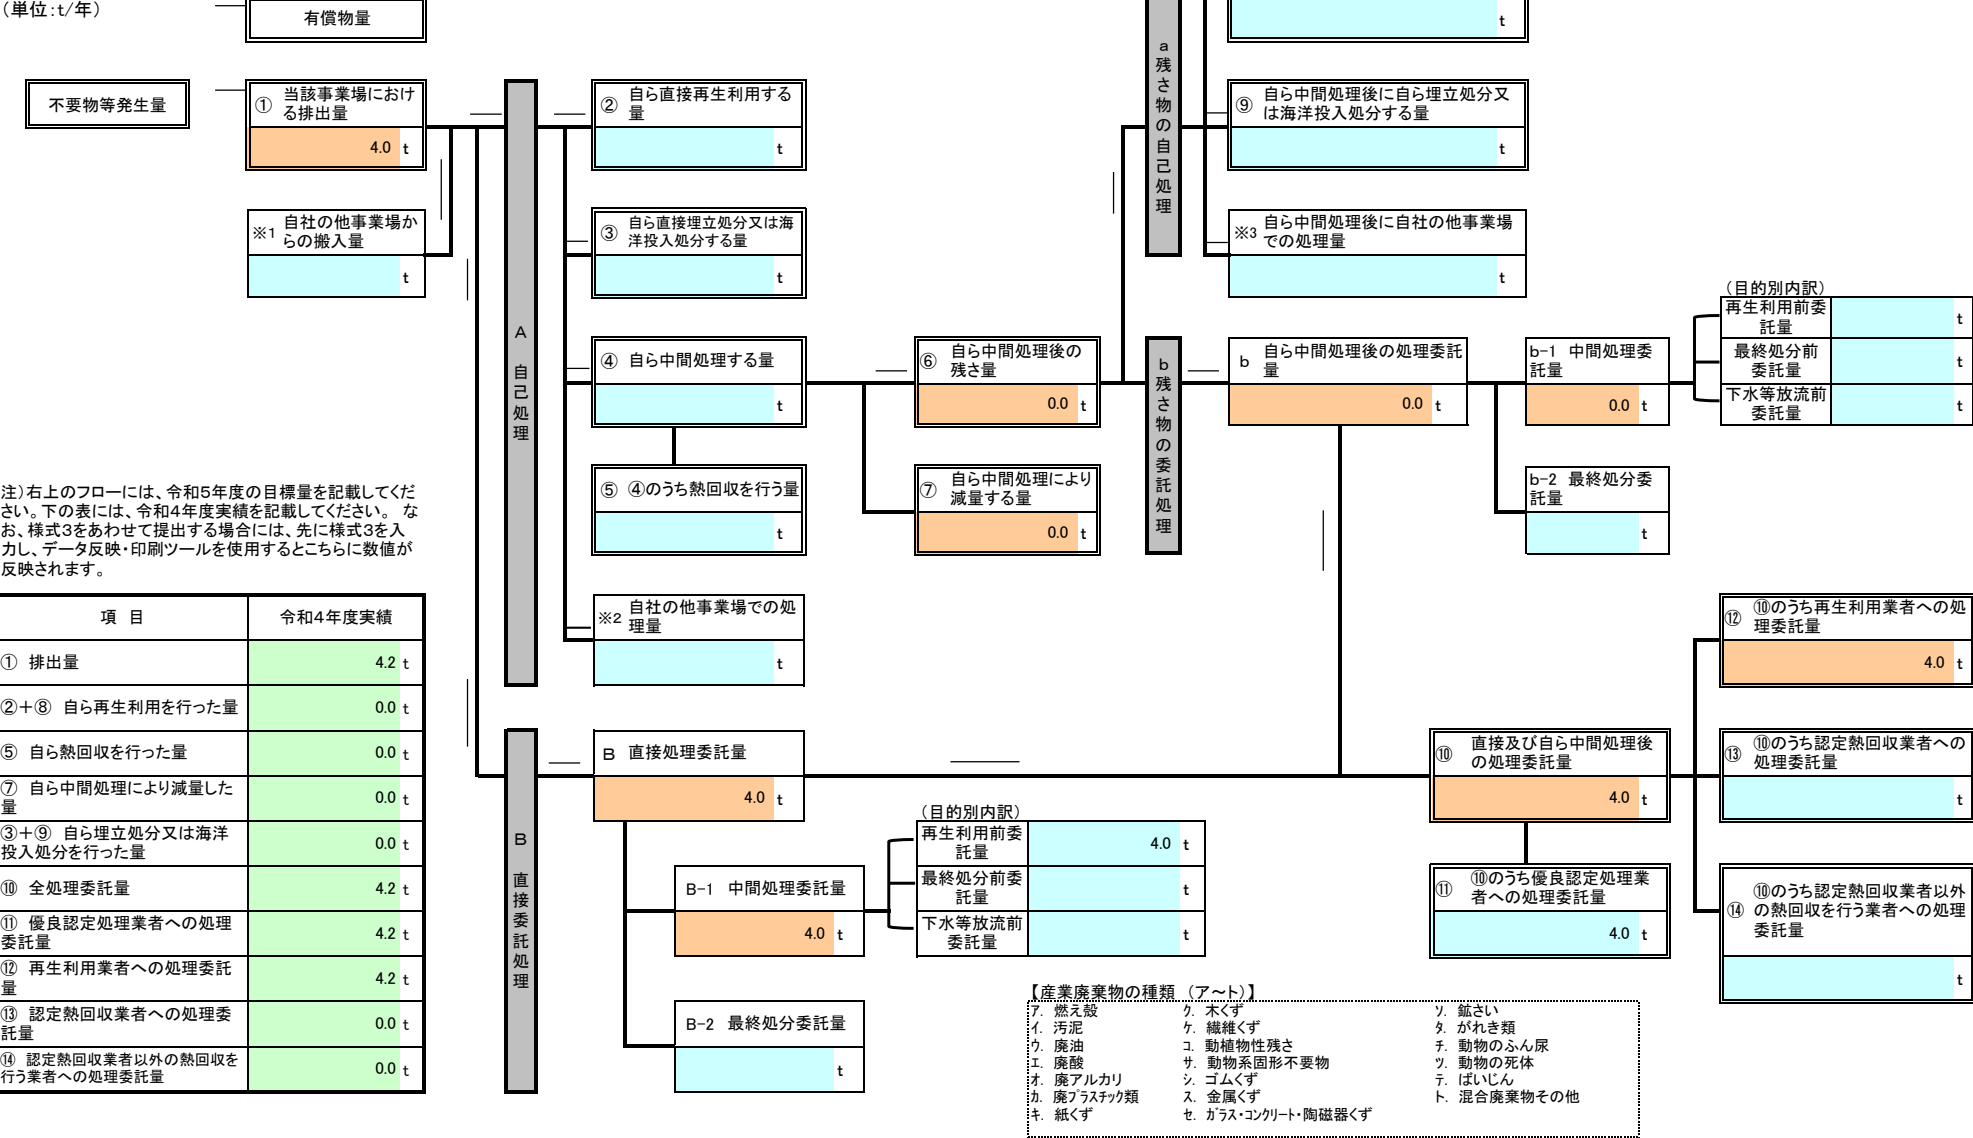 （単位:t/年）
有償物量
t
不要物等発生量
① 当該事業場におけ
る排出量
4.0 t
※1 自社の他事業場か
らの搬入量
t
A 自己処理
② 自ら直接再生利用する
量
t
③ 自ら直接埋立処分又は海
洋投入処分する量
t
④ 自ら中間処理する量
t
⑤ ④のうち熱回収を行う量
t
※2 自社の他事業場での処
理量
t
⑥ 自ら中間処理後の
残さ量
0.0 t
⑦ 自ら中間処理により
減量する量
0.0 t
a残さ物の自己処理
⑨ 自ら中間処理後に自ら埋立処分又
は海洋投入処分する量
t
※3 自ら中間処理後に自社の他事業場
での処理量
t
b残さ物の委託処理
b 自ら中間処理後の処理委託
量
0.0 t
b-1 中間処理委
託量
0.0 t
b-2 最終処分委
託量
t
（目的別内訳）
再生利用前委
託量
t
最終処分前
委託量
t
下水等放流前
委託量
t
注）右上のフローには、令和5年度の目標量を記載してくだ
さい。下の表には、令和4年度実績を記載してください。 な
お、様式3をあわせて提出する場合には、先に様式3を入
力し、データ反映・印刷ツールを使用するとこちらに数値が
反映されます。
項 目 令和4年度実績
① 排出量 4.2 t
②＋⑧ 自ら再生利用を行った量 0.0 t
⑤ 自ら熱回収を行った量 0.0 t
⑦ 自ら中間処理により減量した
量 0.0 t
③＋⑨ 自ら埋立処分又は海洋
投入処分を行った量 0.0 t
⑩ 全処理委託量 4.2 t
⑪ 優良認定処理業者への処理
委託量 4.2 t
⑫ 再生利用業者への処理委託
量 4.2 t
⑬ 認定熱回収業者への処理委
託量 0.0 t
⑭ 認定熱回収業者以外の熱回収を
行う業者への処理委託量 0.0 t
B 直接委託処理
B 直接処理委託量
4.0 t
B-1 中間処理委託量
4.0 t
B-2 最終処分委託量
t
（目的別内訳）
再生利用前委
託量
4.0 t
最終処分前委
託量
t
下水等放流前
委託量
t
⑩ 直接及び自ら中間処理後
の処理委託量
4.0 t
⑪ ⑩のうち優良認定処理業
者への処理委託量
4.0 t
⑫ ⑩のうち再生利用業者への処
理委託量
4.0 t
⑬ ⑩のうち認定熱回収業者への
処理委託量
t
⑭ ⑩のうち認定熱回収業者以外
の熱回収を行う業者への処理
委託量
t
【産業廃棄物の種類 （ア～ト）】
ｱ. 燃え殻
ｲ. 汚泥
ｳ. 廃油
ｴ. 廃酸
ｵ. 廃アルカリ
ｶ. 廃ﾌﾟﾗｽﾁｯｸ類
ｷ. 紙くず
ｸ. 木くず
ｹ. 繊維くず
ｺ. 動植物性残さ
ｻ. 動物系固形不要物
ｼ. ゴムくず
ｽ. 金属くず
ｾ. ｶﾞﾗｽ・ｺﾝｸﾘｰﾄ・陶磁器くず
ｿ. 鉱さい
ﾀ. がれき類
ﾁ. 動物のふん尿
ﾂ. 動物の死体
ﾃ. ばいじん
ﾄ. 混合廃棄物その他